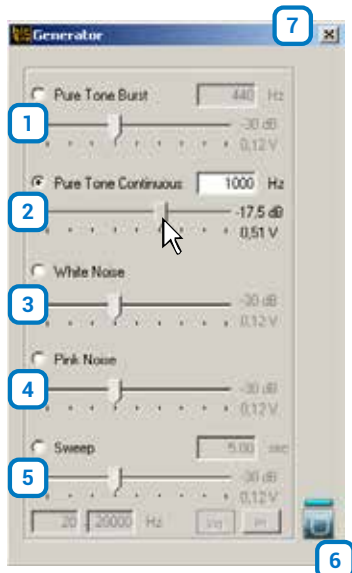 7
Generator
Pure Tone Burst 440 Hz
1
-30 dB
0,12 V
Pure Tone Continuous 1000 Hz
2
-17,5 dB
0,51 V
White Noise
3
-30 dB
0,12 V
Pink Noise
4
-30 dB
0,12 V
Sweep 5.00 sec
5
-30 dB
0,12 V
20 20000 Hz
6